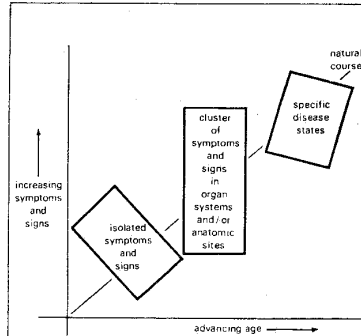 natural
course
specific
disease
states
cluster
of
symptoms
and
signs
in
organ
systems
and/or
anatomic
sites
increasing
symptoms
and
signs
isolated
symptoms
and
signs
advancing age